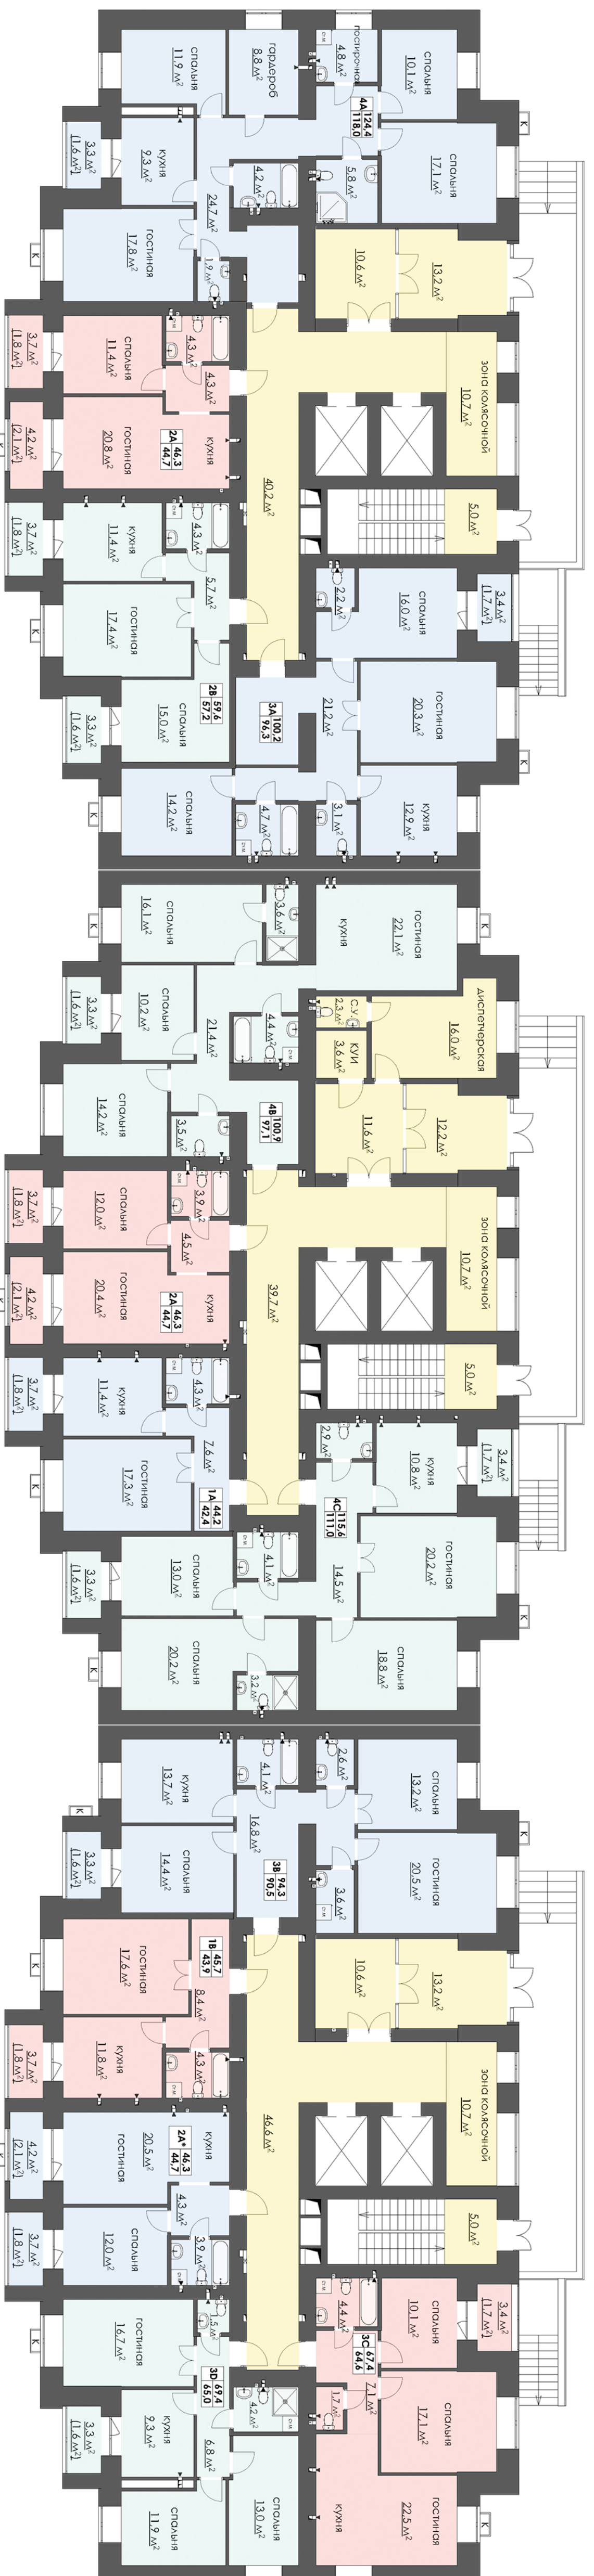 спальня
11.9 м²
гардероб
8.8 м²
постирочная
4.8 м²
спальня
10.1 м²
4А 124,4
118,0
3.3 м²
(1.6 м²)
кухня
9.3 м²
4.2 м²
5.8 м²
спальня
17.1 м²
24.7 м²
гостиная
17.8 м²
1.9 м²
10.6 м²
13.2 м²
3.7 м²
(1.8 м²)
спальня
11.4 м²
4.3 м²
4.3 м²
зона колясочной
10.7 м²
4.2 м²
(2.1 м²)
гостиная
20.8 м²
кухня
2А 46,3
44,7
40.2 м²
5.0 м²
3.7 м²
(1.8 м²)
кухня
11.4 м²
4.3 м²
5.7 м²
2.2 м²
спальня
16.0 м²
3.4 м²
(1.7 м²)
гостиная
17.4 м²
2В 59,6
57,2
3А 100,2
96,3
21.2 м²
гостиная
20.3 м²
3.3 м²
(1.6 м²)
спальня
15.0 м²
спальня
14.2 м²
4.7 м²
3.1 м²
кухня
12.9 м²
спальня
16.1 м²
3.6 м²
кухня
гостиная
22.1 м²
3.3 м²
(1.6 м²)
спальня
10.2 м²
21.4 м²
4.4 м²
С.У.
2.3 м²
КУИ
3.6 м²
диспетчерская
16.0 м²
спальня
14.2 м²
3.5 м²
4В 100,9
97,1
11.6 м²
12.2 м²
3.7 м²
(1.8 м²)
спальня
12.0 м²
3.9 м²
4.5 м²
зона колясочной
10.7 м²
4.2 м²
(2.1 м²)
гостиная
20.4 м²
кухня
2А 46,3
44,7
39.7 м²
5.0 м²
3.7 м²
(1.8 м²)
кухня
11.4 м²
4.3 м²
7.6 м²
2.9 м²
кухня
10.8 м²
3.4 м²
(1.7 м²)
гостиная
17.3 м²
1А 44,2
42,4
4С 115,6
111,0
14.5 м²
гостиная
20.2 м²
3.3 м²
(1.6 м²)
спальня
13.0 м²
4.1 м²
спальня
20.2 м²
3.2 м²
спальня
18.8 м²
кухня
13.7 м²
4.1 м²
2.6 м²
спальня
13.2 м²
16.8 м²
3В 94,3
90,5
3.3 м²
(1.6 м²)
спальня
14.4 м²
3.6 м²
гостиная
20.5 м²
гостиная
17.6 м²
1В 45,7
43,9
8.4 м²
10.6 м²
13.2 м²
3.7 м²
(1.8 м²)
кухня
11.8 м²
4.3 м²
зона колясочной
10.7 м²
4.2 м²
(2.1 м²)
гостиная
20.5 м²
кухня
2А* 46,3
44,7
46.6 м²
4.3 м²
5.0 м²
3.7 м²
(1.8 м²)
спальня
12.0 м²
3.9 м²
гостиная
16.7 м²
3D 69,4
65,0
4.4 м²
спальня
10.1 м²
3.4 м²
(1.7 м²)
3С 67,4
64,6
7.1 м²
1.7 м²
спальня
17.1 м²
3.3 м²
(1.6 м²)
кухня
9.3 м²
6.8 м²
4.2 м²
спальня
11.9 м²
спальня
13.0 м²
кухня
гостиная
22.5 м²